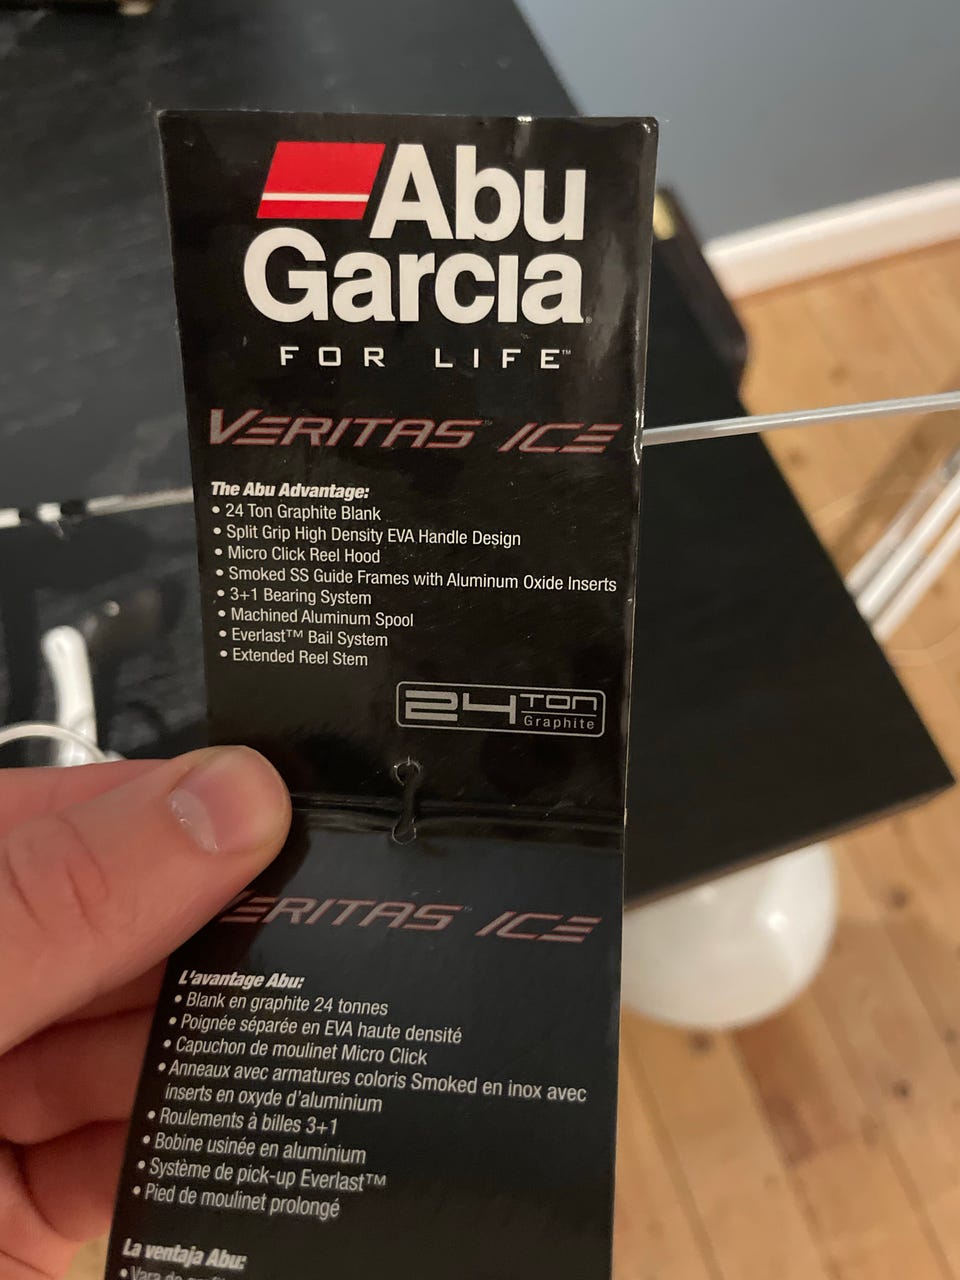 Abu
Garcia®
FOR LIFE™
VERITAS™ ICE
The Abu Advantage:
• 24 Ton Graphite Blank
• Split Grip High Density EVA Handle Design
• Micro Click Reel Hood
• Smoked SS Guide Frames with Aluminum Oxide Inserts
• 3+1 Bearing System
• Machined Aluminum Spool
• Everlast™ Bail System
• Extended Reel Stem
24 TON
Graphite
VERITAS™ ICE
L'avantage Abu:
• Blank en graphite 24 tonnes
• Poignée séparée en EVA haute densité
• Capuchon de moulinet Micro Click
• Anneaux avec armatures coloris Smoked en inox avec
inserts en oxyde d'aluminium
• Roulements à billes 3+1
• Bobine usinée en aluminium
• Système de pick-up Everlast™
• Pied de moulinet prolongé
La ventaja Abu:
• Vara de